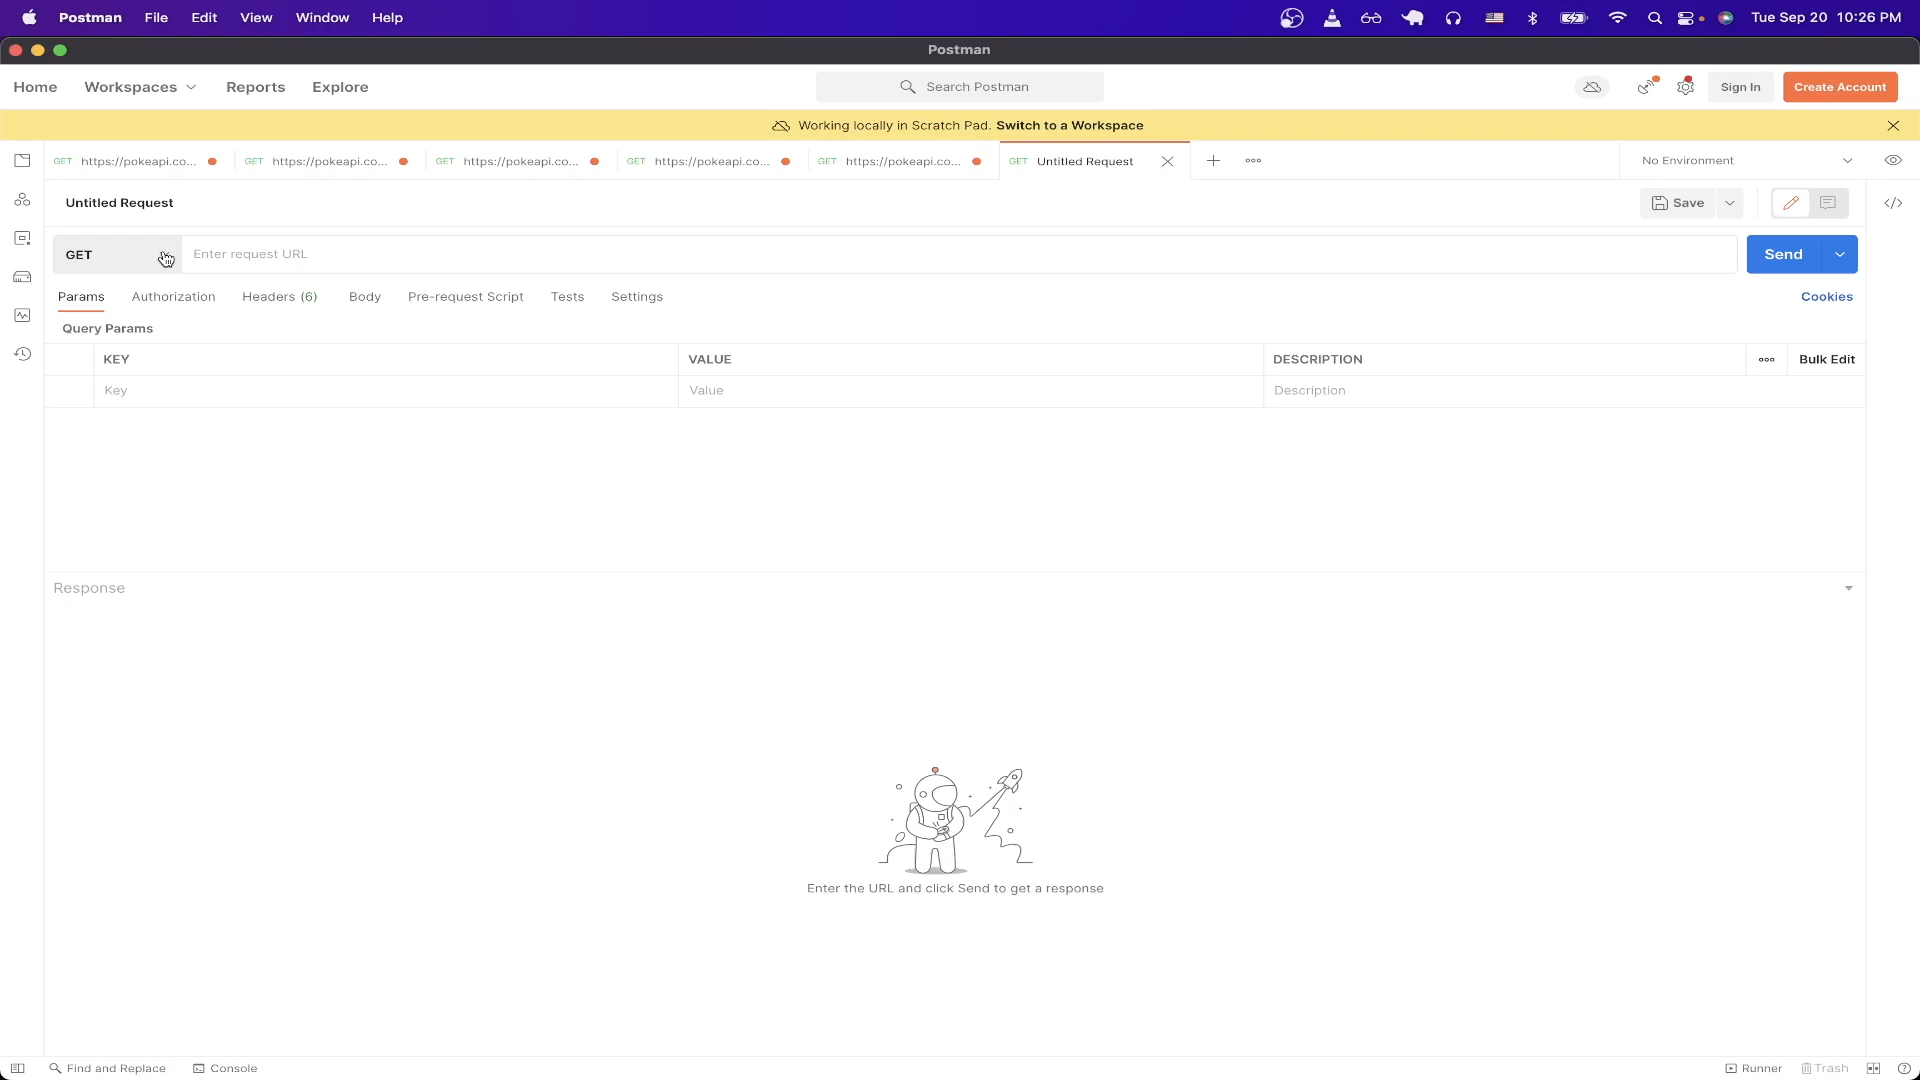 Postman File Edit View Window Help Tue Sep 20 10:26 PM
Postman
Home Workspaces Reports Explore Search Postman Sign In Create Account
Working locally in Scratch Pad. Switch to a Workspace
GET https://pokeapi.co... GET https://pokeapi.co... GET https://pokeapi.co... GET https://pokeapi.co... GET https://pokeapi.co... GET Untitled Request No Environment
Untitled Request Save
GET Enter request URL Send
Params Authorization Headers (6) Body Pre-request Script Tests Settings Cookies
Query Params
KEY VALUE DESCRIPTION Bulk Edit
Key Value Description
Response
Enter the URL and click Send to get a response
Find and Replace Console Runner Trash